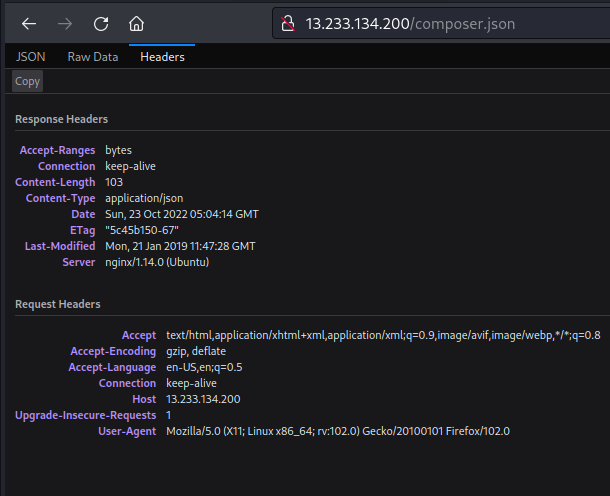 13.233.134.200/composer.json
JSON Raw Data Headers
Copy
Response Headers
Accept-Ranges bytes
Connection keep-alive
Content-Length 103
Content-Type application/json
Date Sun, 23 Oct 2022 05:04:14 GMT
ETag "5c45b150-67"
Last-Modified Mon, 21 Jan 2019 11:47:28 GMT
Server nginx/1.14.0 (Ubuntu)
Request Headers
Accept text/html,application/xhtml+xml,application/xml;q=0.9,image/avif,image/webp,*/*;q=0.8
Accept-Encoding gzip, deflate
Accept-Language en-US,en;q=0.5
Connection keep-alive
Host 13.233.134.200
Upgrade-Insecure-Requests 1
User-Agent Mozilla/5.0 (X11; Linux x86_64; rv:102.0) Gecko/20100101 Firefox/102.0